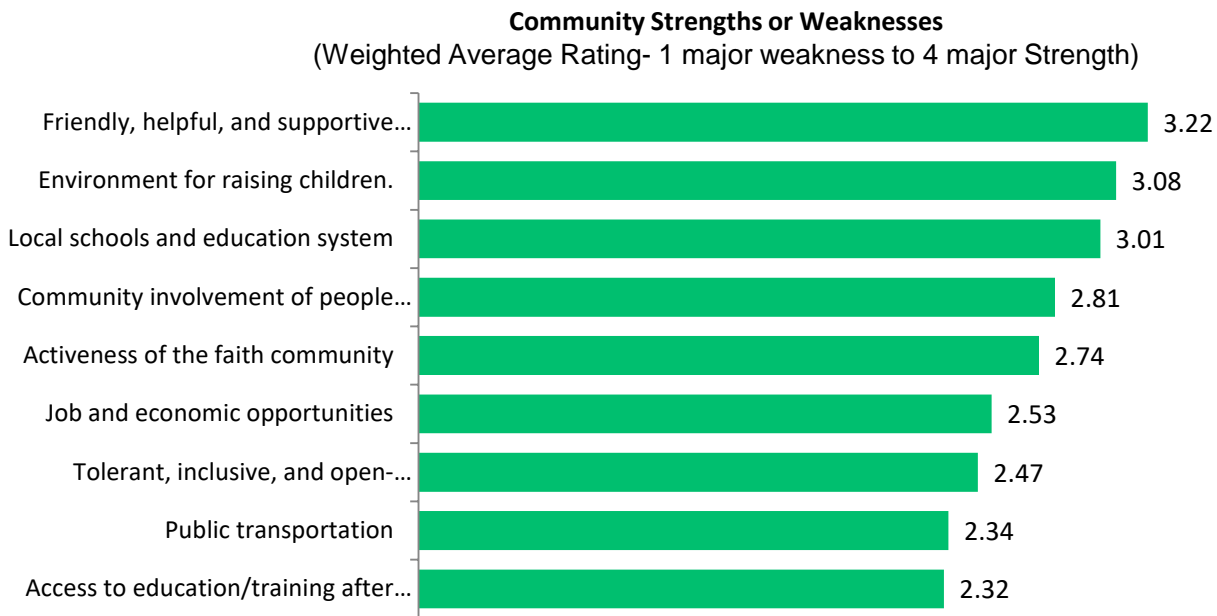 Community Strengths or Weaknesses
(Weighted Average Rating- 1 major weakness to 4 major Strength)
Friendly, helpful, and supportive… 3.22
Environment for raising children. 3.08
Local schools and education system 3.01
Community involvement of people… 2.81
Activeness of the faith community 2.74
Job and economic opportunities 2.53
Tolerant, inclusive, and open-… 2.47
Public transportation 2.34
Access to education/training after… 2.32